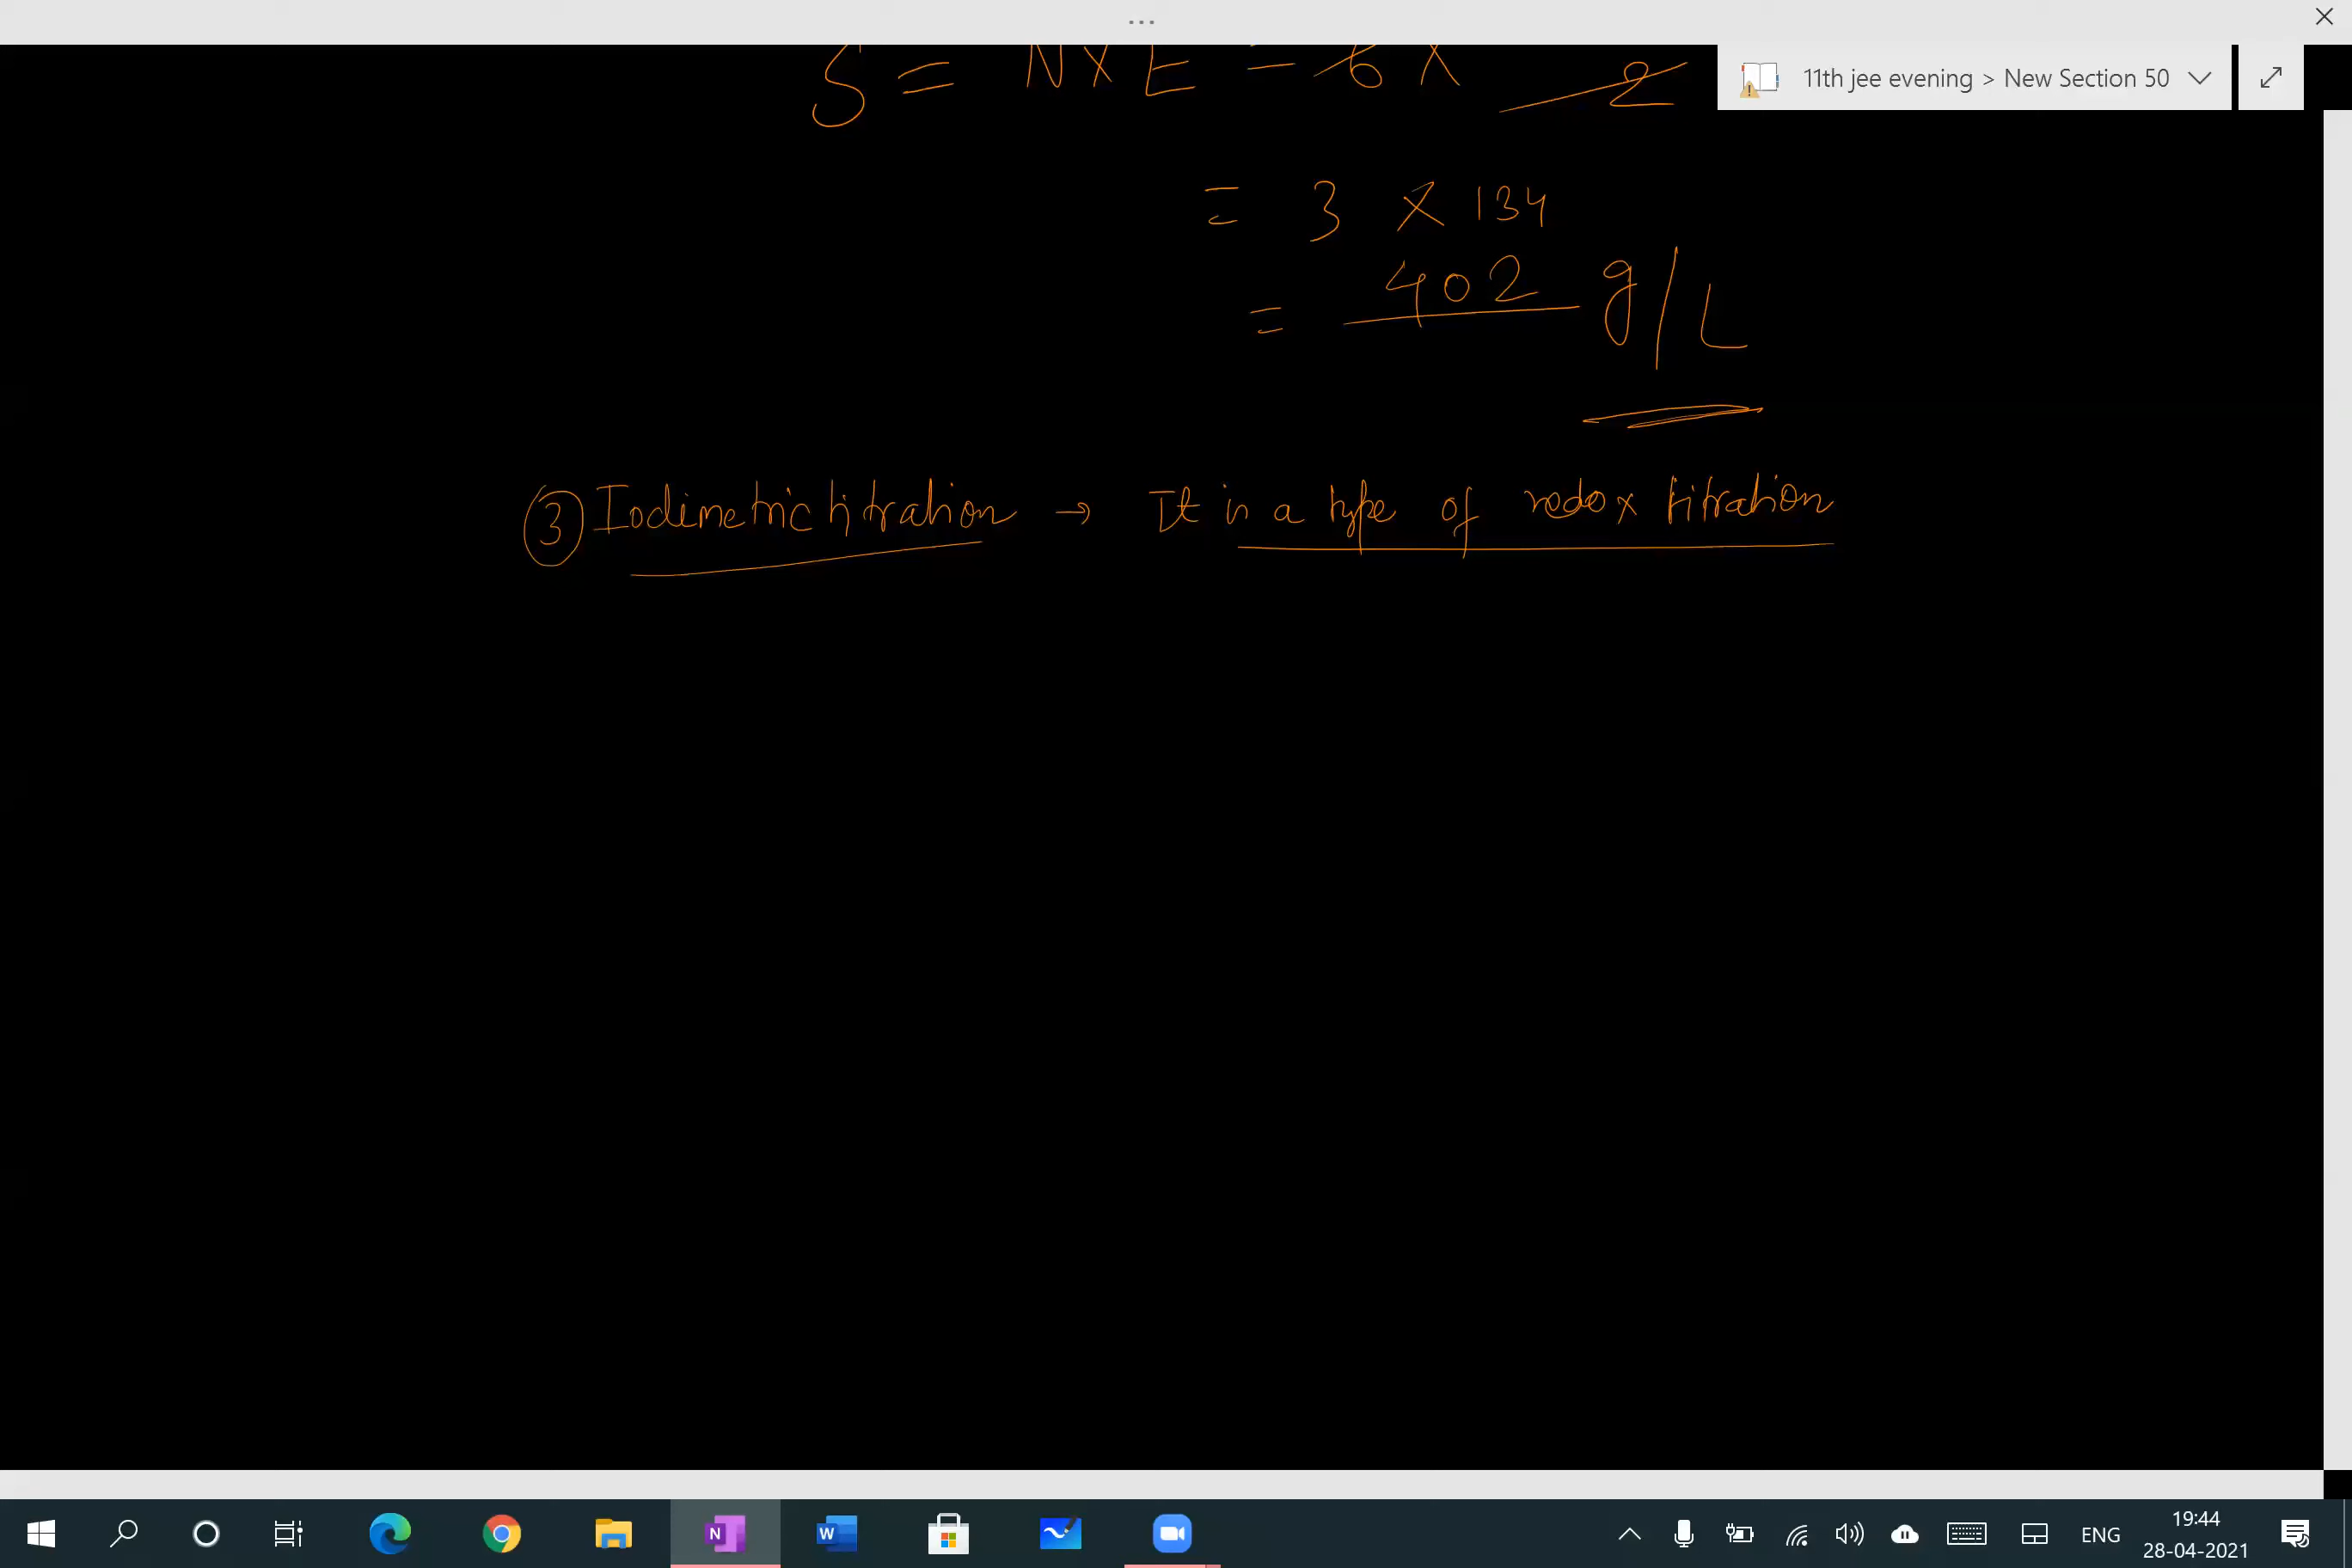 ...
11th jee evening > New Section 50
S = N X E = 6 X 2
= 3 X 134
= 402 g/L
③ Iodimetric titration → It is a type of redox titration
ENG
19:44
28-04-2021